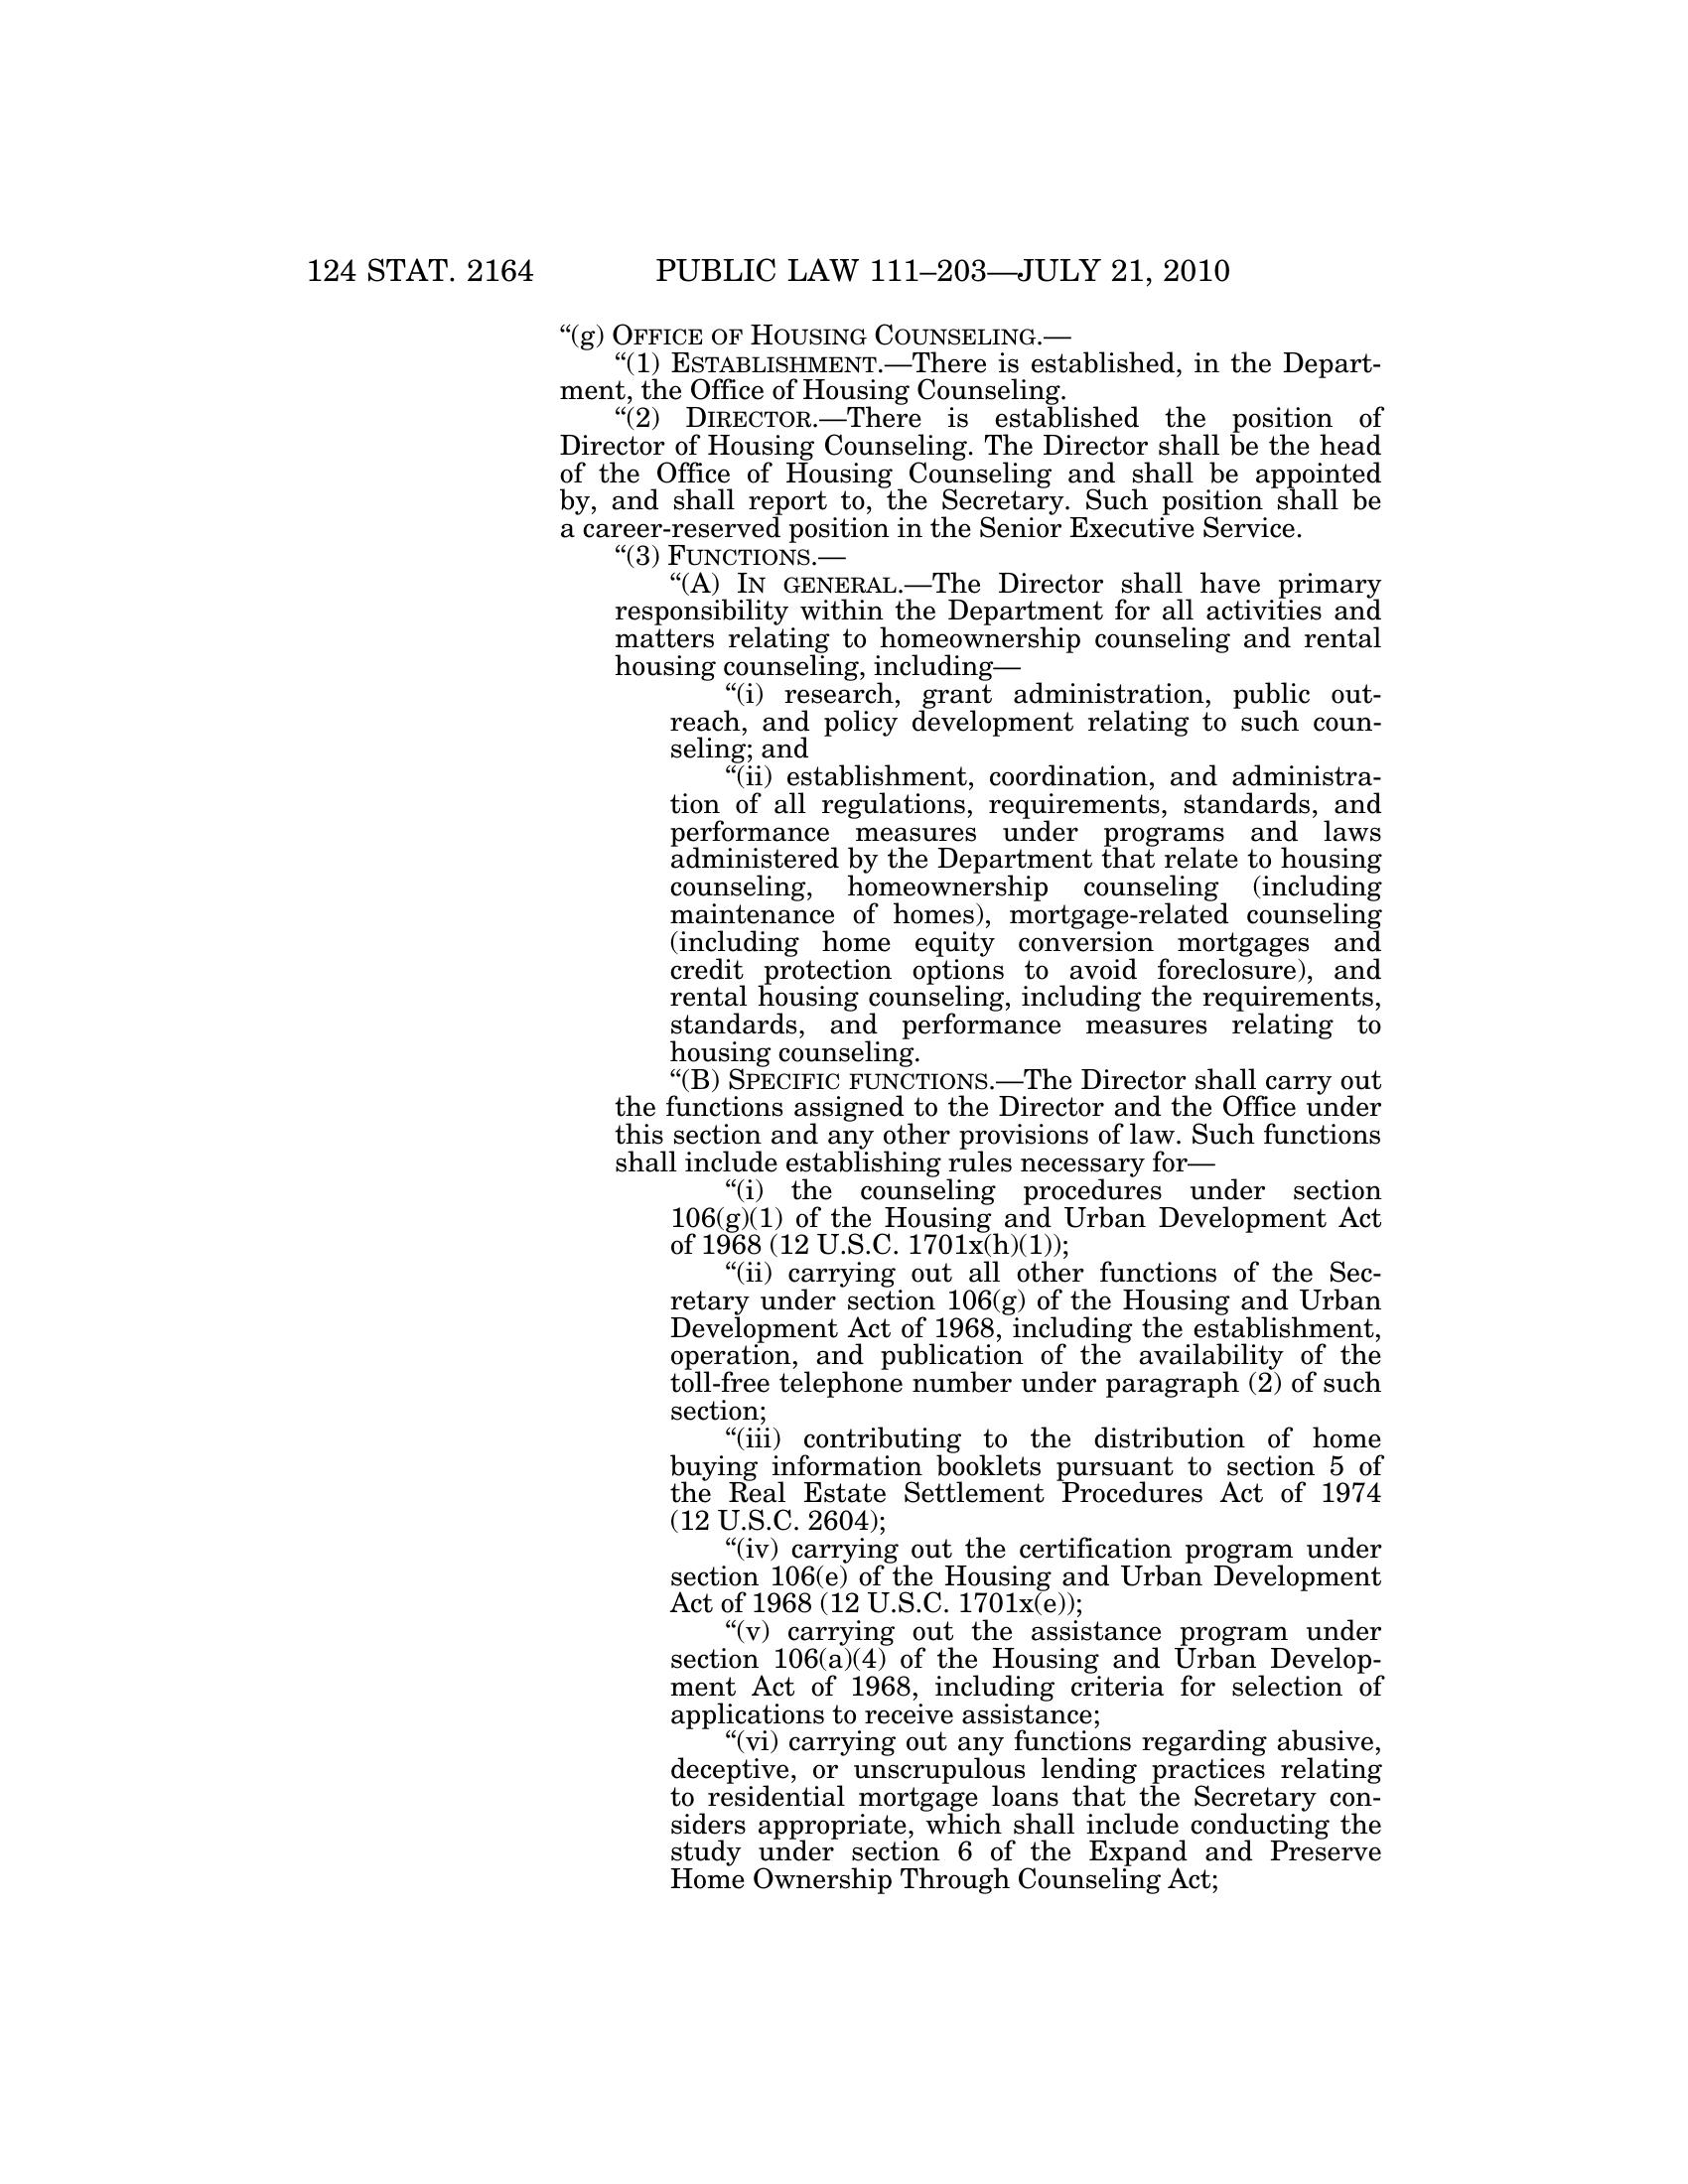 124 STAT. 2164 PUBLIC LAW 111–203—JULY 21, 2010
“(g) OFFICE OF HOUSING COUNSELING.—
“(1) ESTABLISHMENT.—There is established, in the Depart-
ment, the Office of Housing Counseling.
“(2) DIRECTOR.—There is established the position of
Director of Housing Counseling. The Director shall be the head
of the Office of Housing Counseling and shall be appointed
by, and shall report to, the Secretary. Such position shall be
a career-reserved position in the Senior Executive Service.
“(3) FUNCTIONS.—
“(A) IN GENERAL.—The Director shall have primary
responsibility within the Department for all activities and
matters relating to homeownership counseling and rental
housing counseling, including—
“(i) research, grant administration, public out-
reach, and policy development relating to such coun-
seling; and
“(ii) establishment, coordination, and administra-
tion of all regulations, requirements, standards, and
performance measures under programs and laws
administered by the Department that relate to housing
counseling, homeownership counseling (including
maintenance of homes), mortgage-related counseling
(including home equity conversion mortgages and
credit protection options to avoid foreclosure), and
rental housing counseling, including the requirements,
standards, and performance measures relating to
housing counseling.
“(B) SPECIFIC FUNCTIONS.—The Director shall carry out
the functions assigned to the Director and the Office under
this section and any other provisions of law. Such functions
shall include establishing rules necessary for—
“(i) the counseling procedures under section
106(g)(1) of the Housing and Urban Development Act
of 1968 (12 U.S.C. 1701x(h)(1));
“(ii) carrying out all other functions of the Sec-
retary under section 106(g) of the Housing and Urban
Development Act of 1968, including the establishment,
operation, and publication of the availability of the
toll-free telephone number under paragraph (2) of such
section;
“(iii) contributing to the distribution of home
buying information booklets pursuant to section 5 of
the Real Estate Settlement Procedures Act of 1974
(12 U.S.C. 2604);
“(iv) carrying out the certification program under
section 106(e) of the Housing and Urban Development
Act of 1968 (12 U.S.C. 1701x(e));
“(v) carrying out the assistance program under
section 106(a)(4) of the Housing and Urban Develop-
ment Act of 1968, including criteria for selection of
applications to receive assistance;
“(vi) carrying out any functions regarding abusive,
deceptive, or unscrupulous lending practices relating
to residential mortgage loans that the Secretary con-
siders appropriate, which shall include conducting the
study under section 6 of the Expand and Preserve
Home Ownership Through Counseling Act;